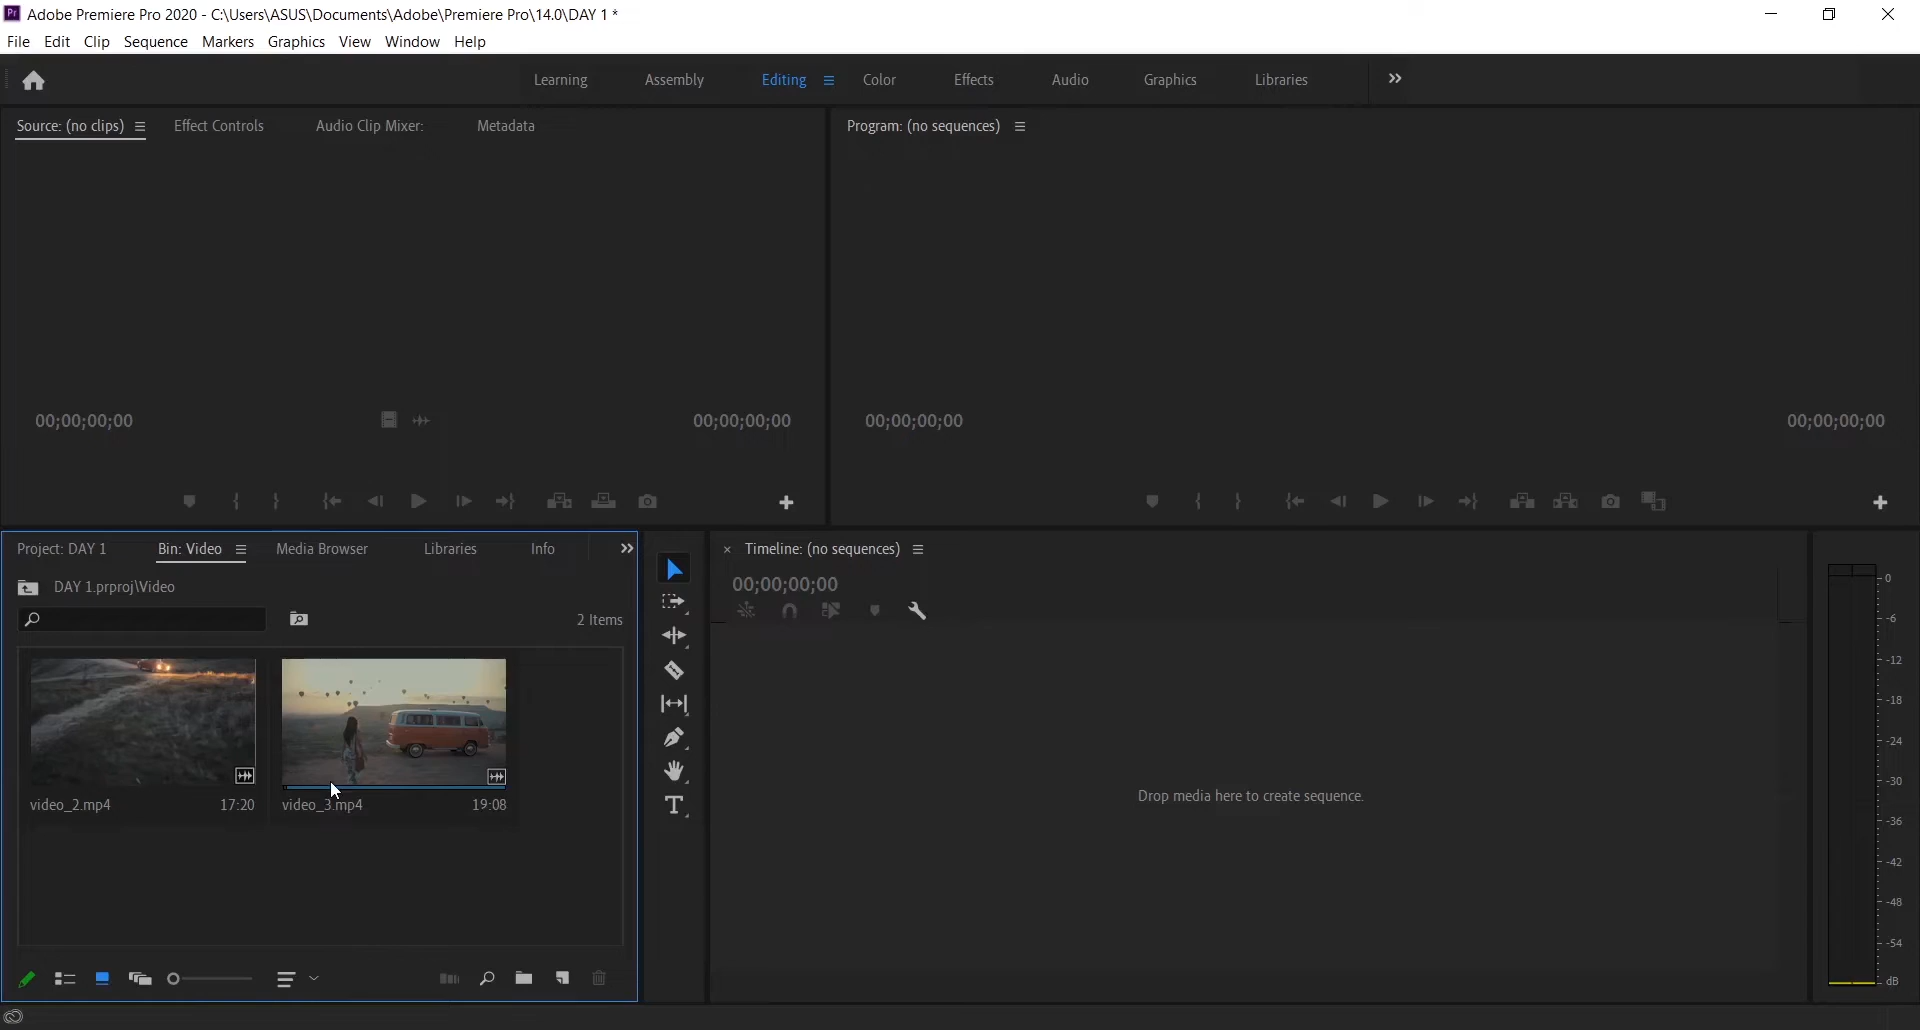 Adobe Premiere Pro 2020 - C:\Users\ASUS\Documents\Adobe\Premiere Pro\14.0\DAY 1 *
File Edit Clip Sequence Markers Graphics View Window Help
Learning Assembly Editing Color Effects Audio Graphics Libraries
Source: (no clips) Effect Controls Audio Clip Mixer: Metadata
Program: (no sequences)
00;00;00;00 00;00;00;00
00;00;00;00 00;00;00;00
Project: DAY 1 Bin: Video Media Browser Libraries Info
DAY 1.prproj\Video
2 Items
video_2.mp4 17:20
video_3.mp4 19:08
Timeline: (no sequences)
00;00;00;00
Drop media here to create sequence.
0
-6
-12
-18
-24
-30
-36
-42
-48
-54
dB